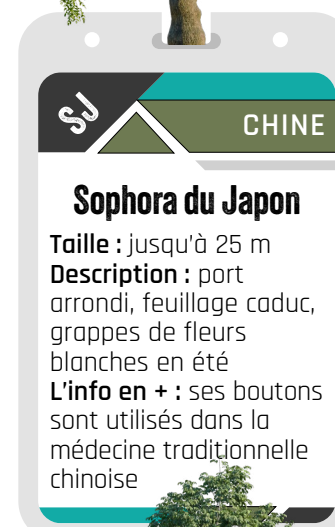 SJ
CHINE
Sophora du Japon
Taille : jusqu'à 25 m
Description : port
arrondi, feuillage caduc,
grappes de fleurs
blanches en été
L'info en + : ses boutons
sont utilisés dans la
médecine traditionnelle
chinoise